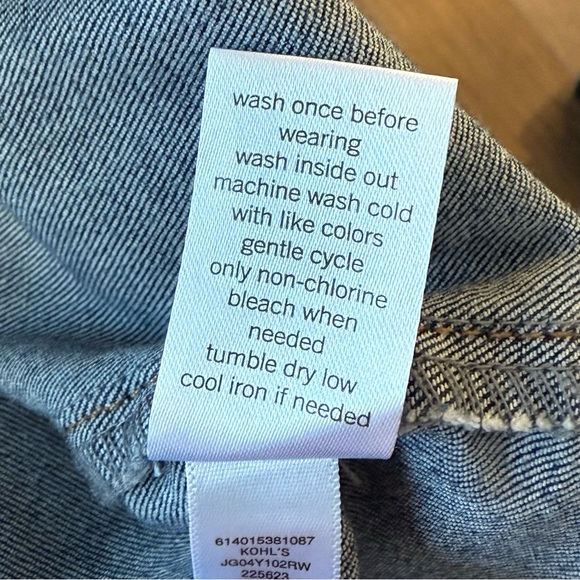 wash once before
wearing
wash inside out
machine wash cold
with like colors
gentle cycle
only non-chlorine
bleach when
needed
tumble dry low
cool iron if needed
614015381087
KOHL'S
JG04Y102RW
225623